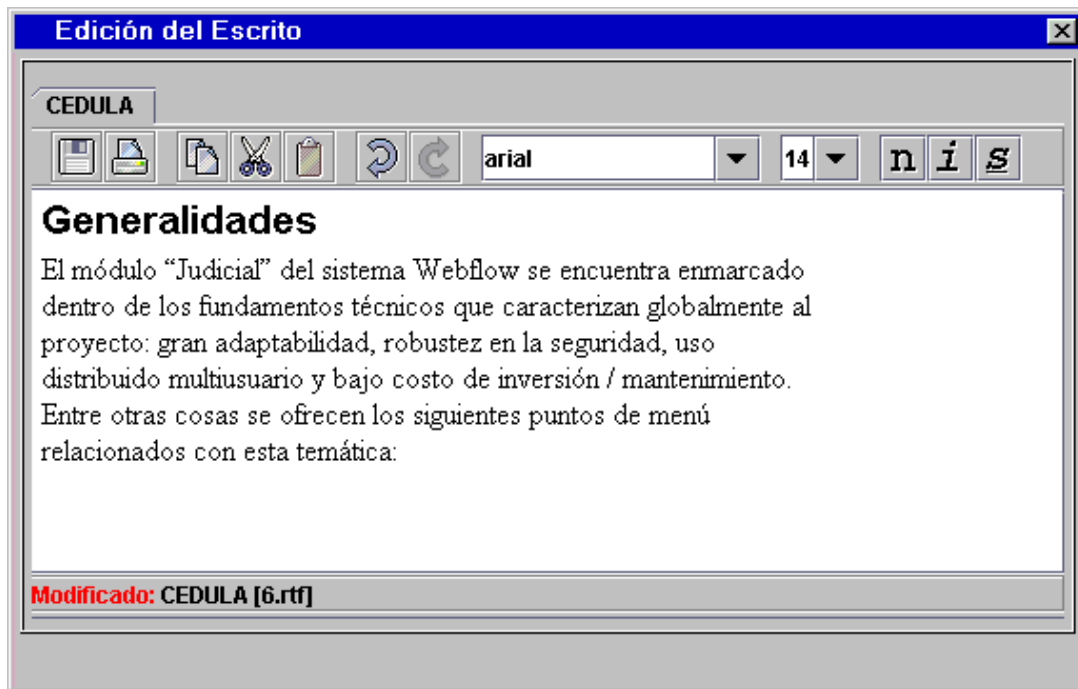 Edición del Escrito
CEDULA
arial 14 n i s
Generalidades
El módulo “Judicial” del sistema Webflow se encuentra enmarcado
dentro de los fundamentos técnicos que caracterizan globalmente al
proyecto: gran adaptabilidad, robustez en la seguridad, uso
distribuido multiusuario y bajo costo de inversión / mantenimiento.
Entre otras cosas se ofrecen los siguientes puntos de menú
relacionados con esta temática:
Modificado: CEDULA [6.rtf]